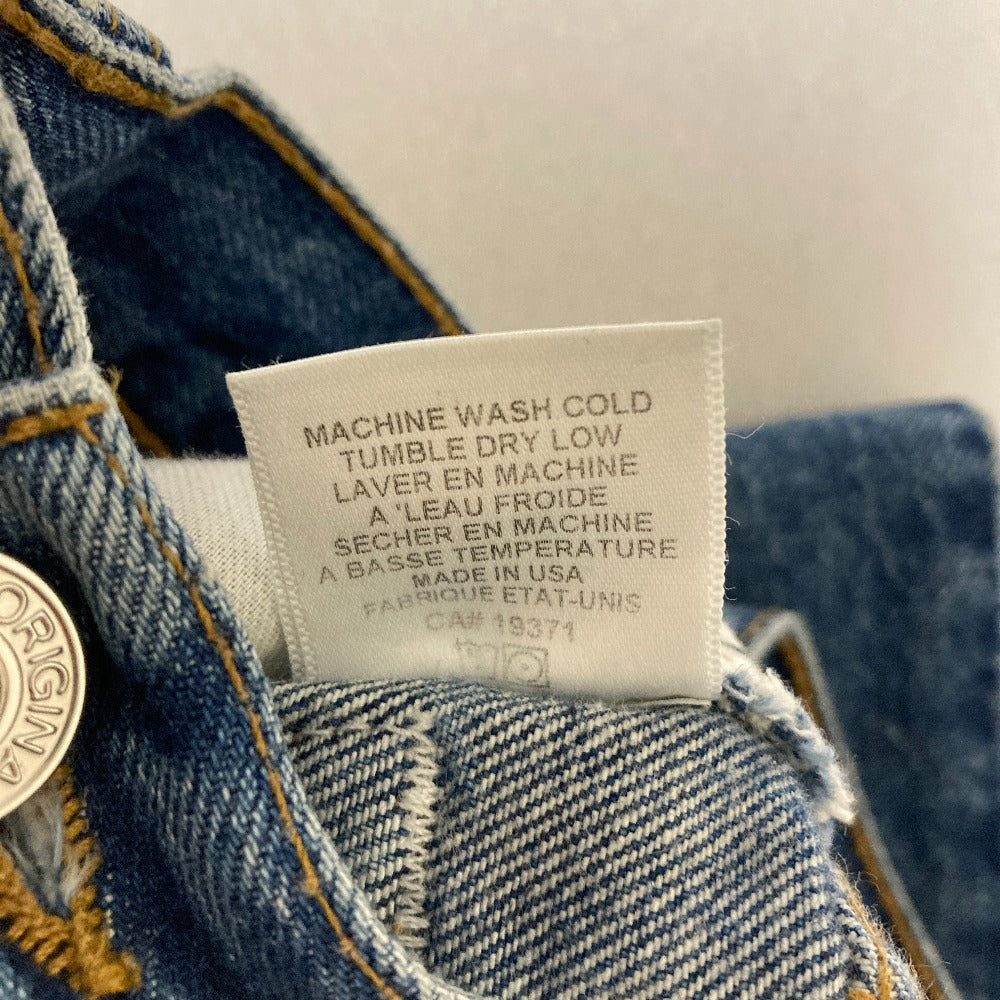 MACHINE WASH COLD
TUMBLE DRY LOW
LAVER EN MACHINE
A 'LEAU FROIDE
SECHER EN MACHINE
A BASSE TEMPERATURE
MADE IN USA
FABRIQUE ETAT-UNIS
CA# 19371
ORIGINA